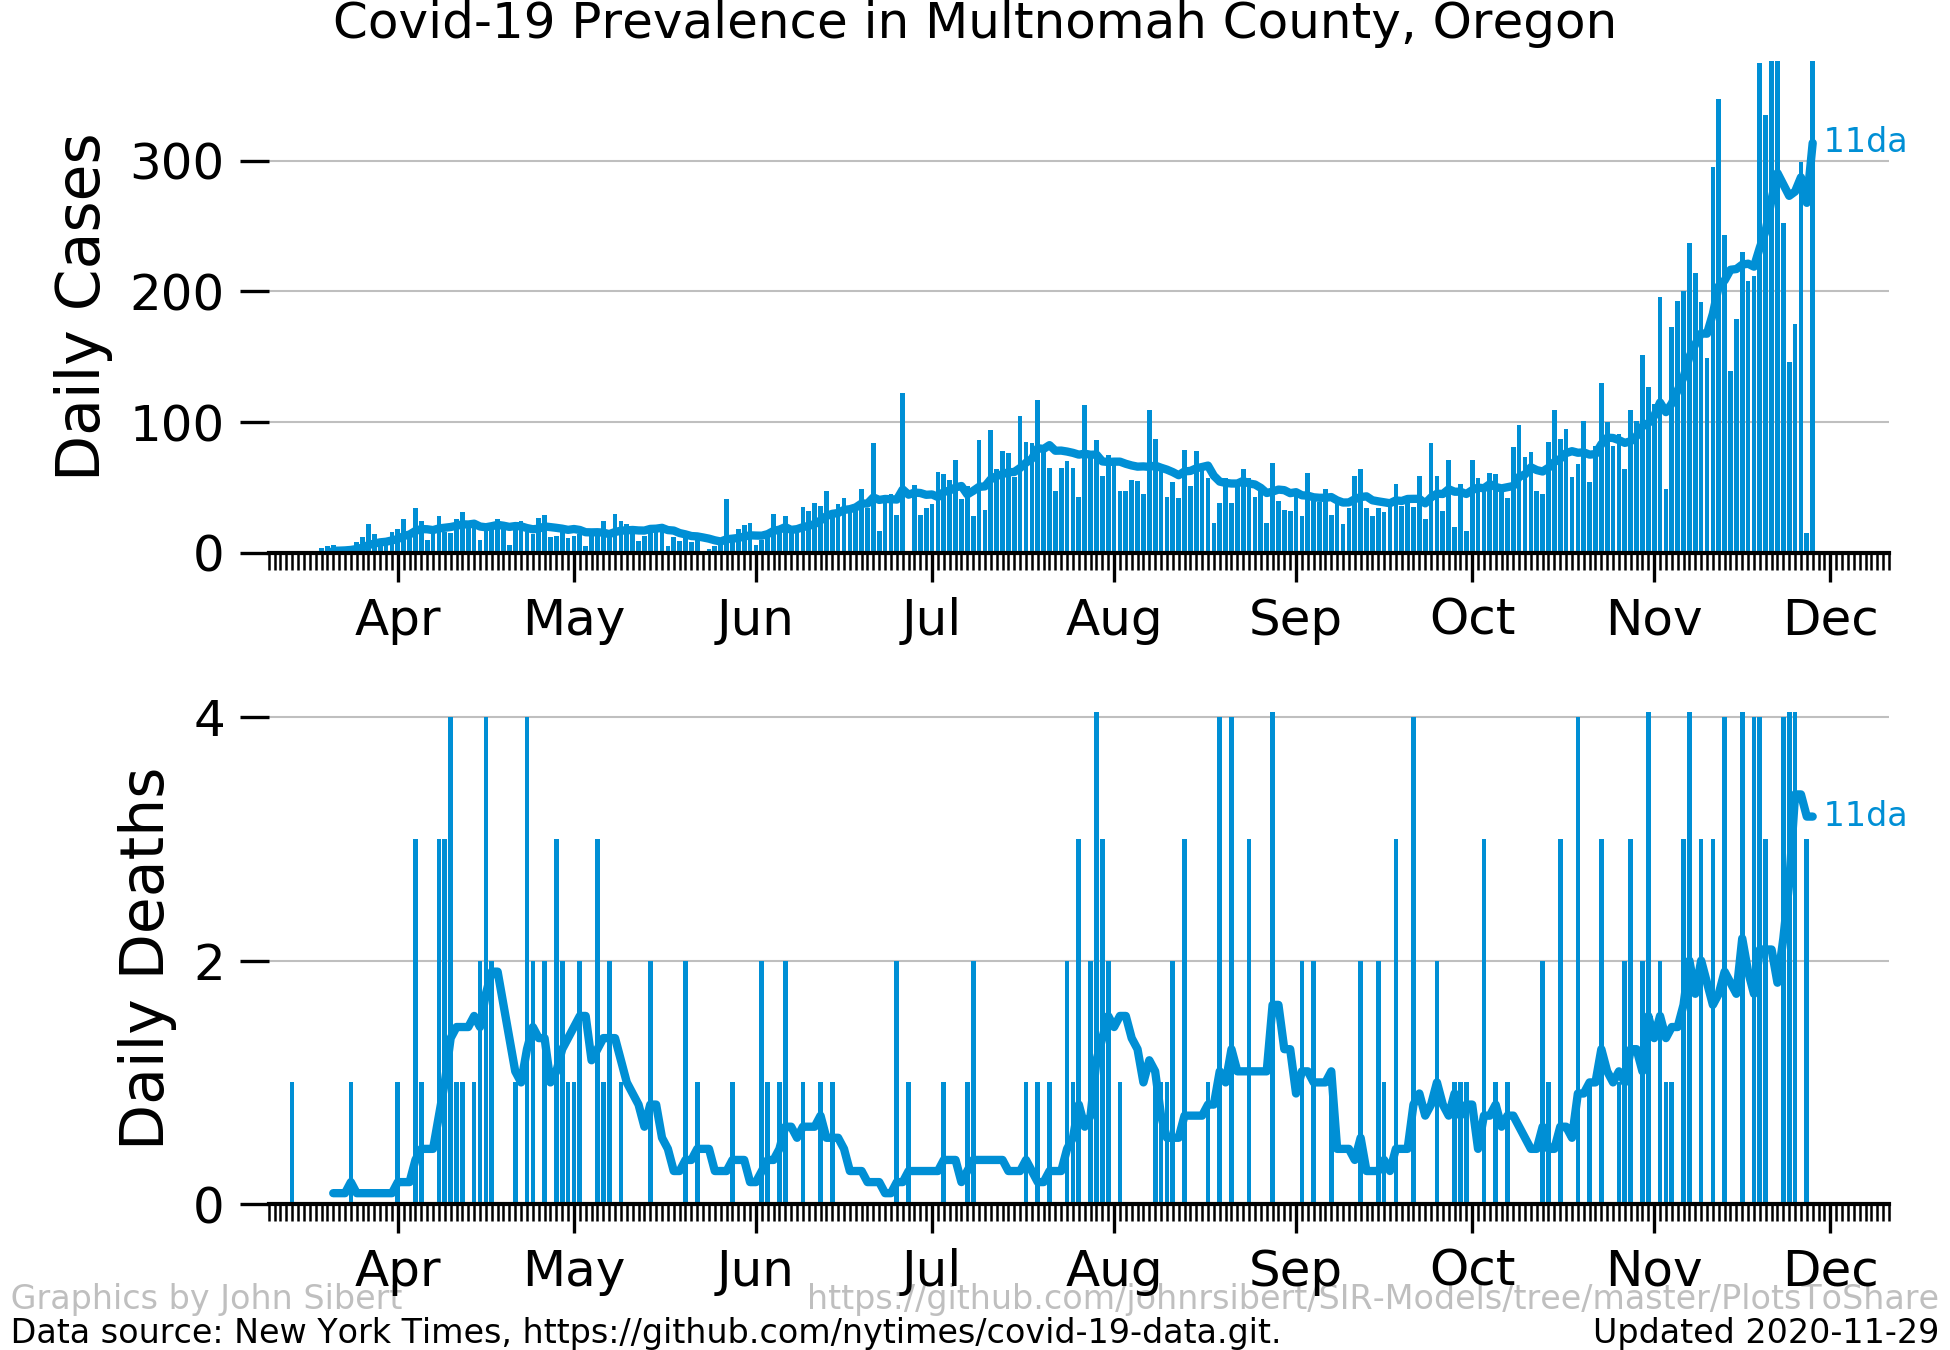 Covid-19 Prevalence in Multnomah County, Oregon
Daily Cases
300
200
100
0
11da
Apr May Jun Jul Aug Sep Oct Nov Dec
Daily Deaths
4
2
0
11da
Apr May Jun Jul Aug Sep Oct Nov Dec
Graphics by John Sibert https://github.com/johnrsibert/SIR-Models/tree/master/PlotsToShare
Data source: New York Times, https://github.com/nytimes/covid-19-data.git. Updated 2020-11-29